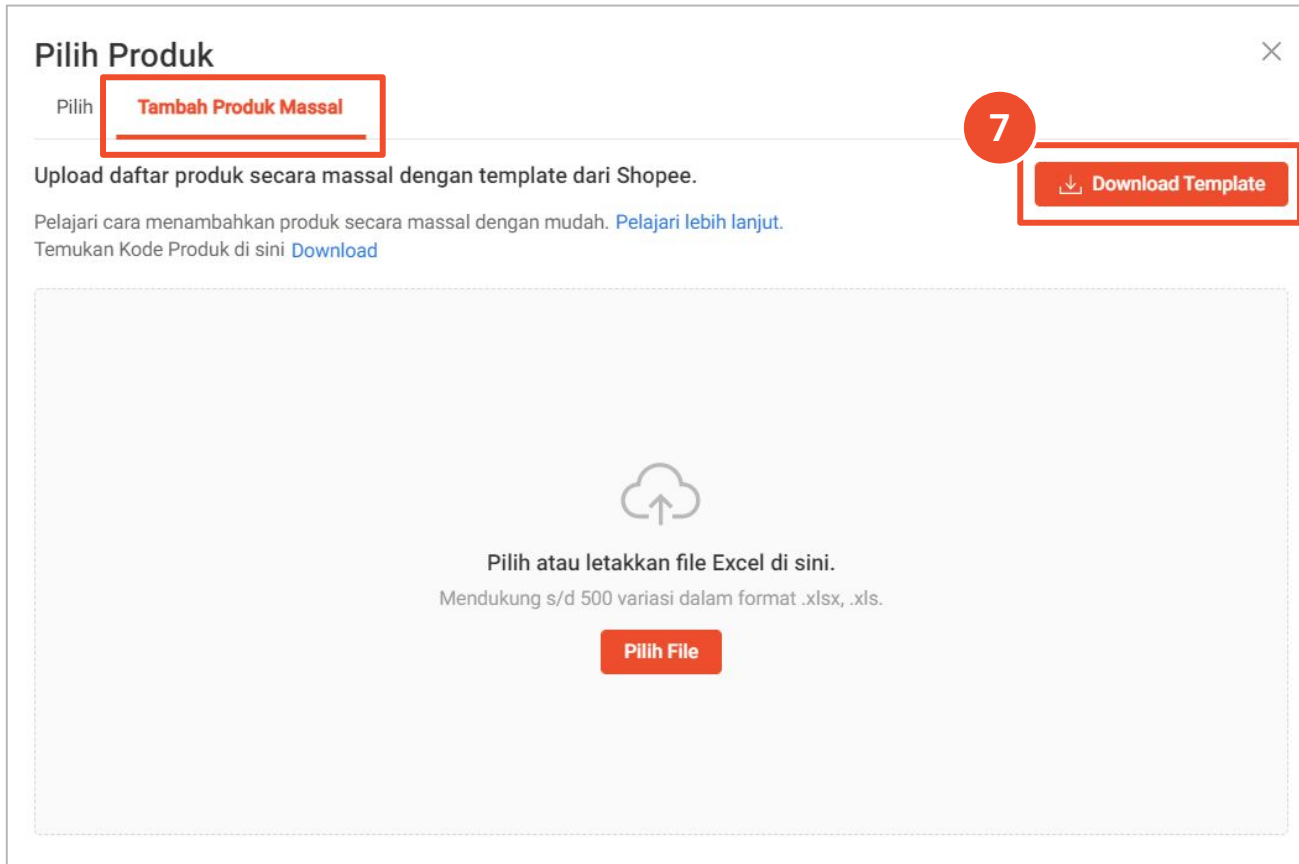 Pilih Produk
Pilih
Tambah Produk Massal
7
Upload daftar produk secara massal dengan template dari Shopee.
Download Template
Pelajari cara menambahkan produk secara massal dengan mudah. Pelajari lebih lanjut.
Temukan Kode Produk di sini Download
Pilih atau letakkan file Excel di sini.
Mendukung s/d 500 variasi dalam format .xlsx, .xls.
Pilih File